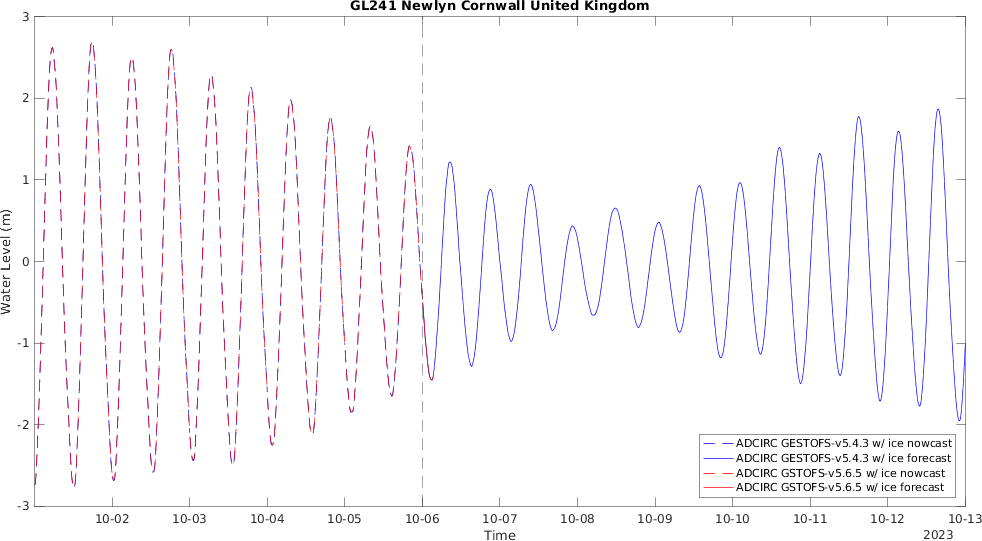 GL241 Newlyn Cornwall United Kingdom
3
2
1
0
-1
-2
-3
Water Level (m)
10-02
10-03
10-04
10-05
10-06
10-07
10-08
10-09
10-10
10-11
10-12
10-13
Time
2023
ADCIRC GESTOFS-v5.4.3 w/ ice nowcast
ADCIRC GESTOFS-v5.4.3 w/ ice forecast
ADCIRC GSTOFS-v5.6.5 w/ ice nowcast
ADCIRC GSTOFS-v5.6.5 w/ ice forecast